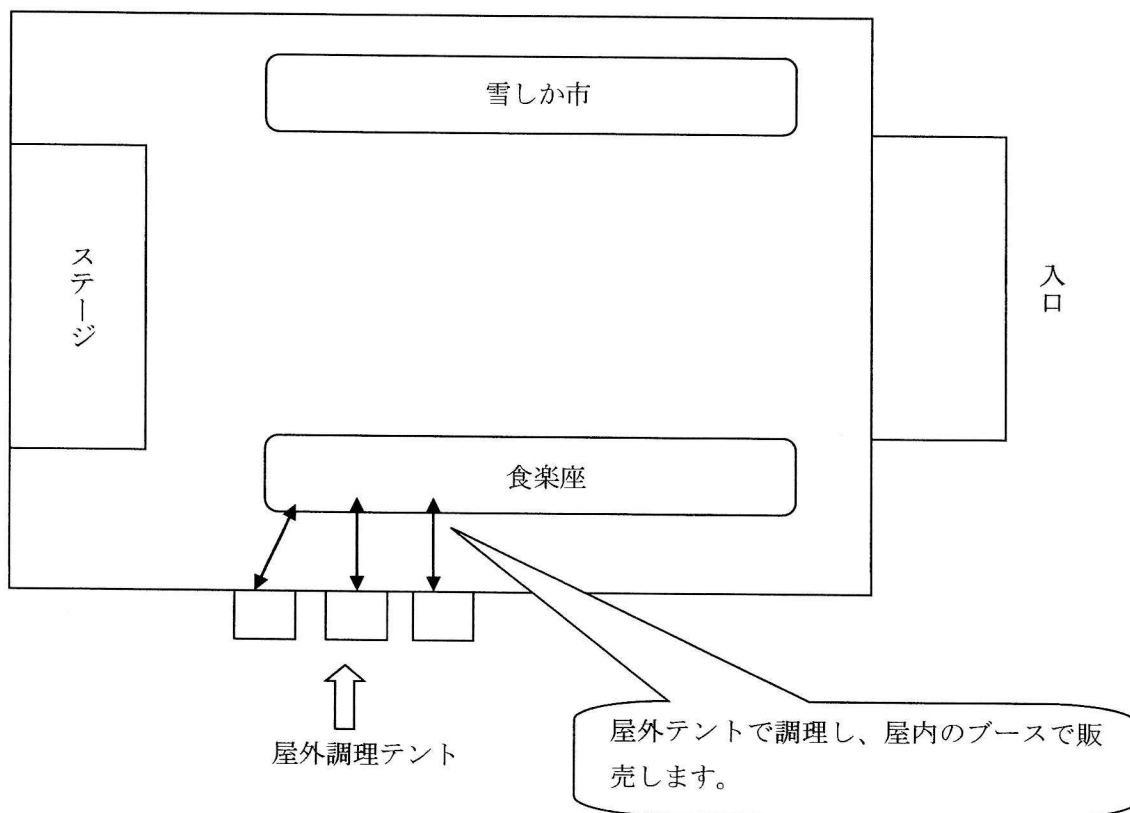 雪しか市
ステージ
入口
食楽座
屋外調理テント
屋外テントで調理し、屋内のブースで販
売します。